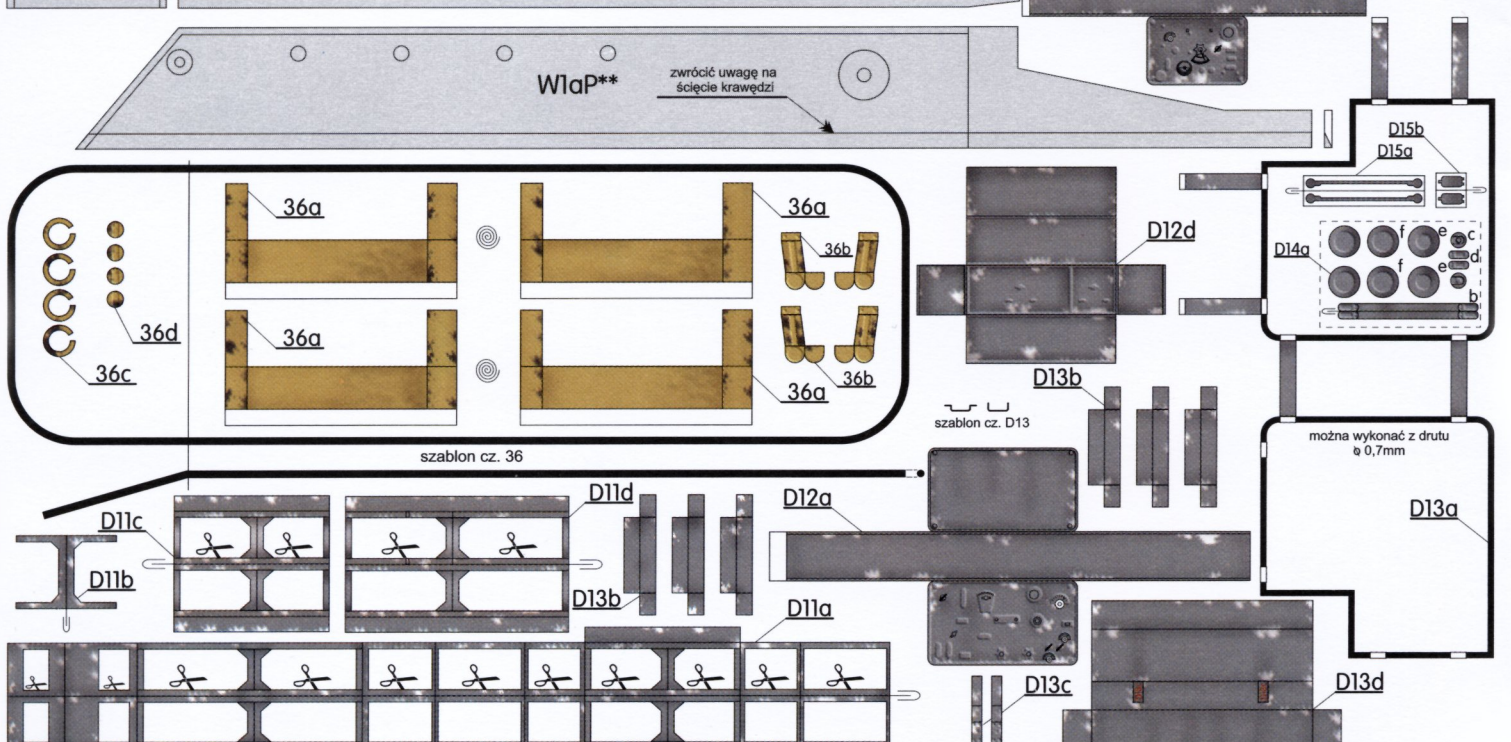 W1aP**
zwrócić uwagę na
ścięcie krawędzi
D15b
D15a
36a
36a
36b
D12d
f
e
c
D14a
d
f
e
b
36d
36a
36c
36a
36b
D13b
szablon cz. D13
można wykonać z drutu
ϕ 0,7mm
szablon cz. 36
D11c
D11d
D12a
D13a
D11b
D13b
D11a
D13c
D13d